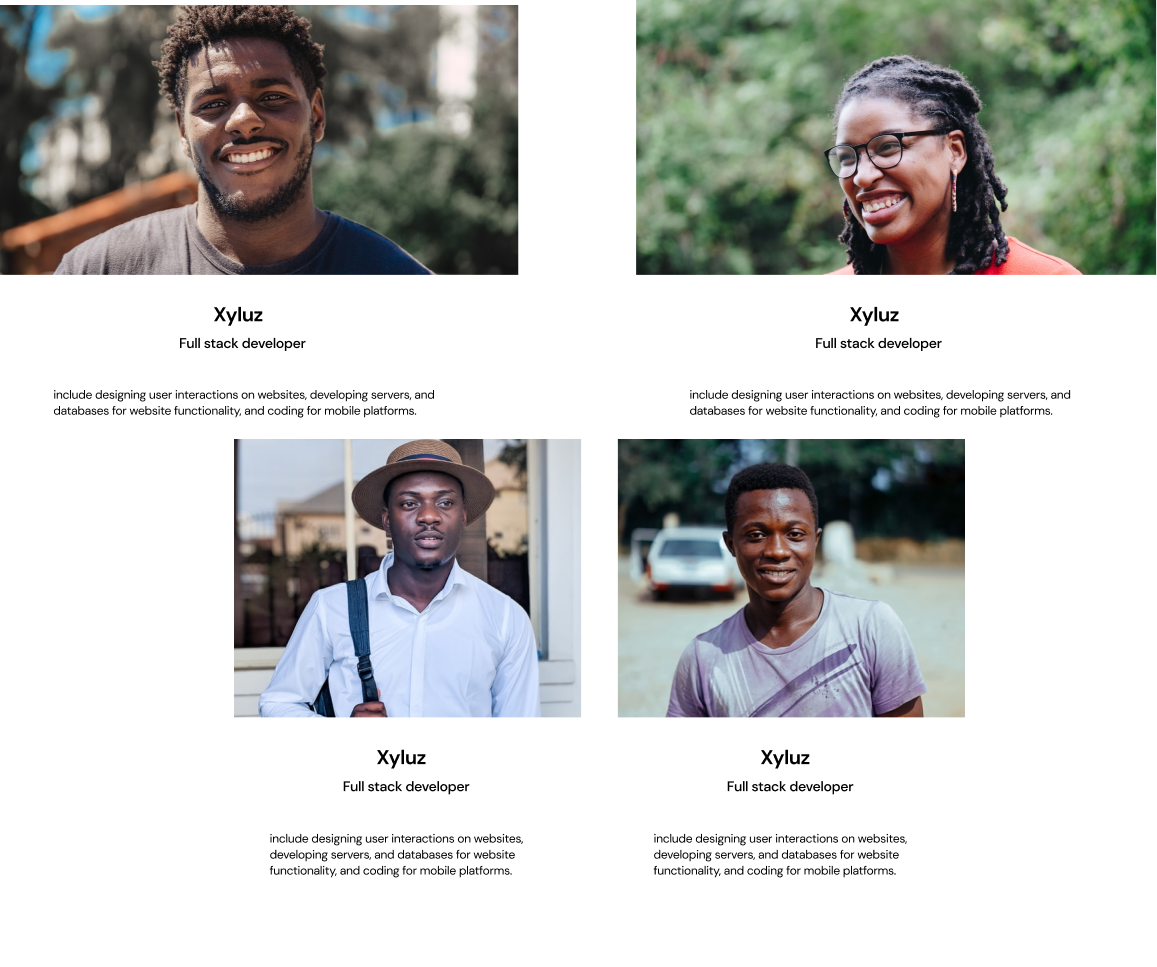 Xyluz
Full stack developer
include designing user interactions on websites, developing servers, and
databases for website functionality, and coding for mobile platforms.
Xyluz
Full stack developer
include designing user interactions on websites, developing servers, and
databases for website functionality, and coding for mobile platforms.
Xyluz
Full stack developer
include designing user interactions on websites,
developing servers, and databases for website
functionality, and coding for mobile platforms.
Xyluz
Full stack developer
include designing user interactions on websites,
developing servers, and databases for website
functionality, and coding for mobile platforms.